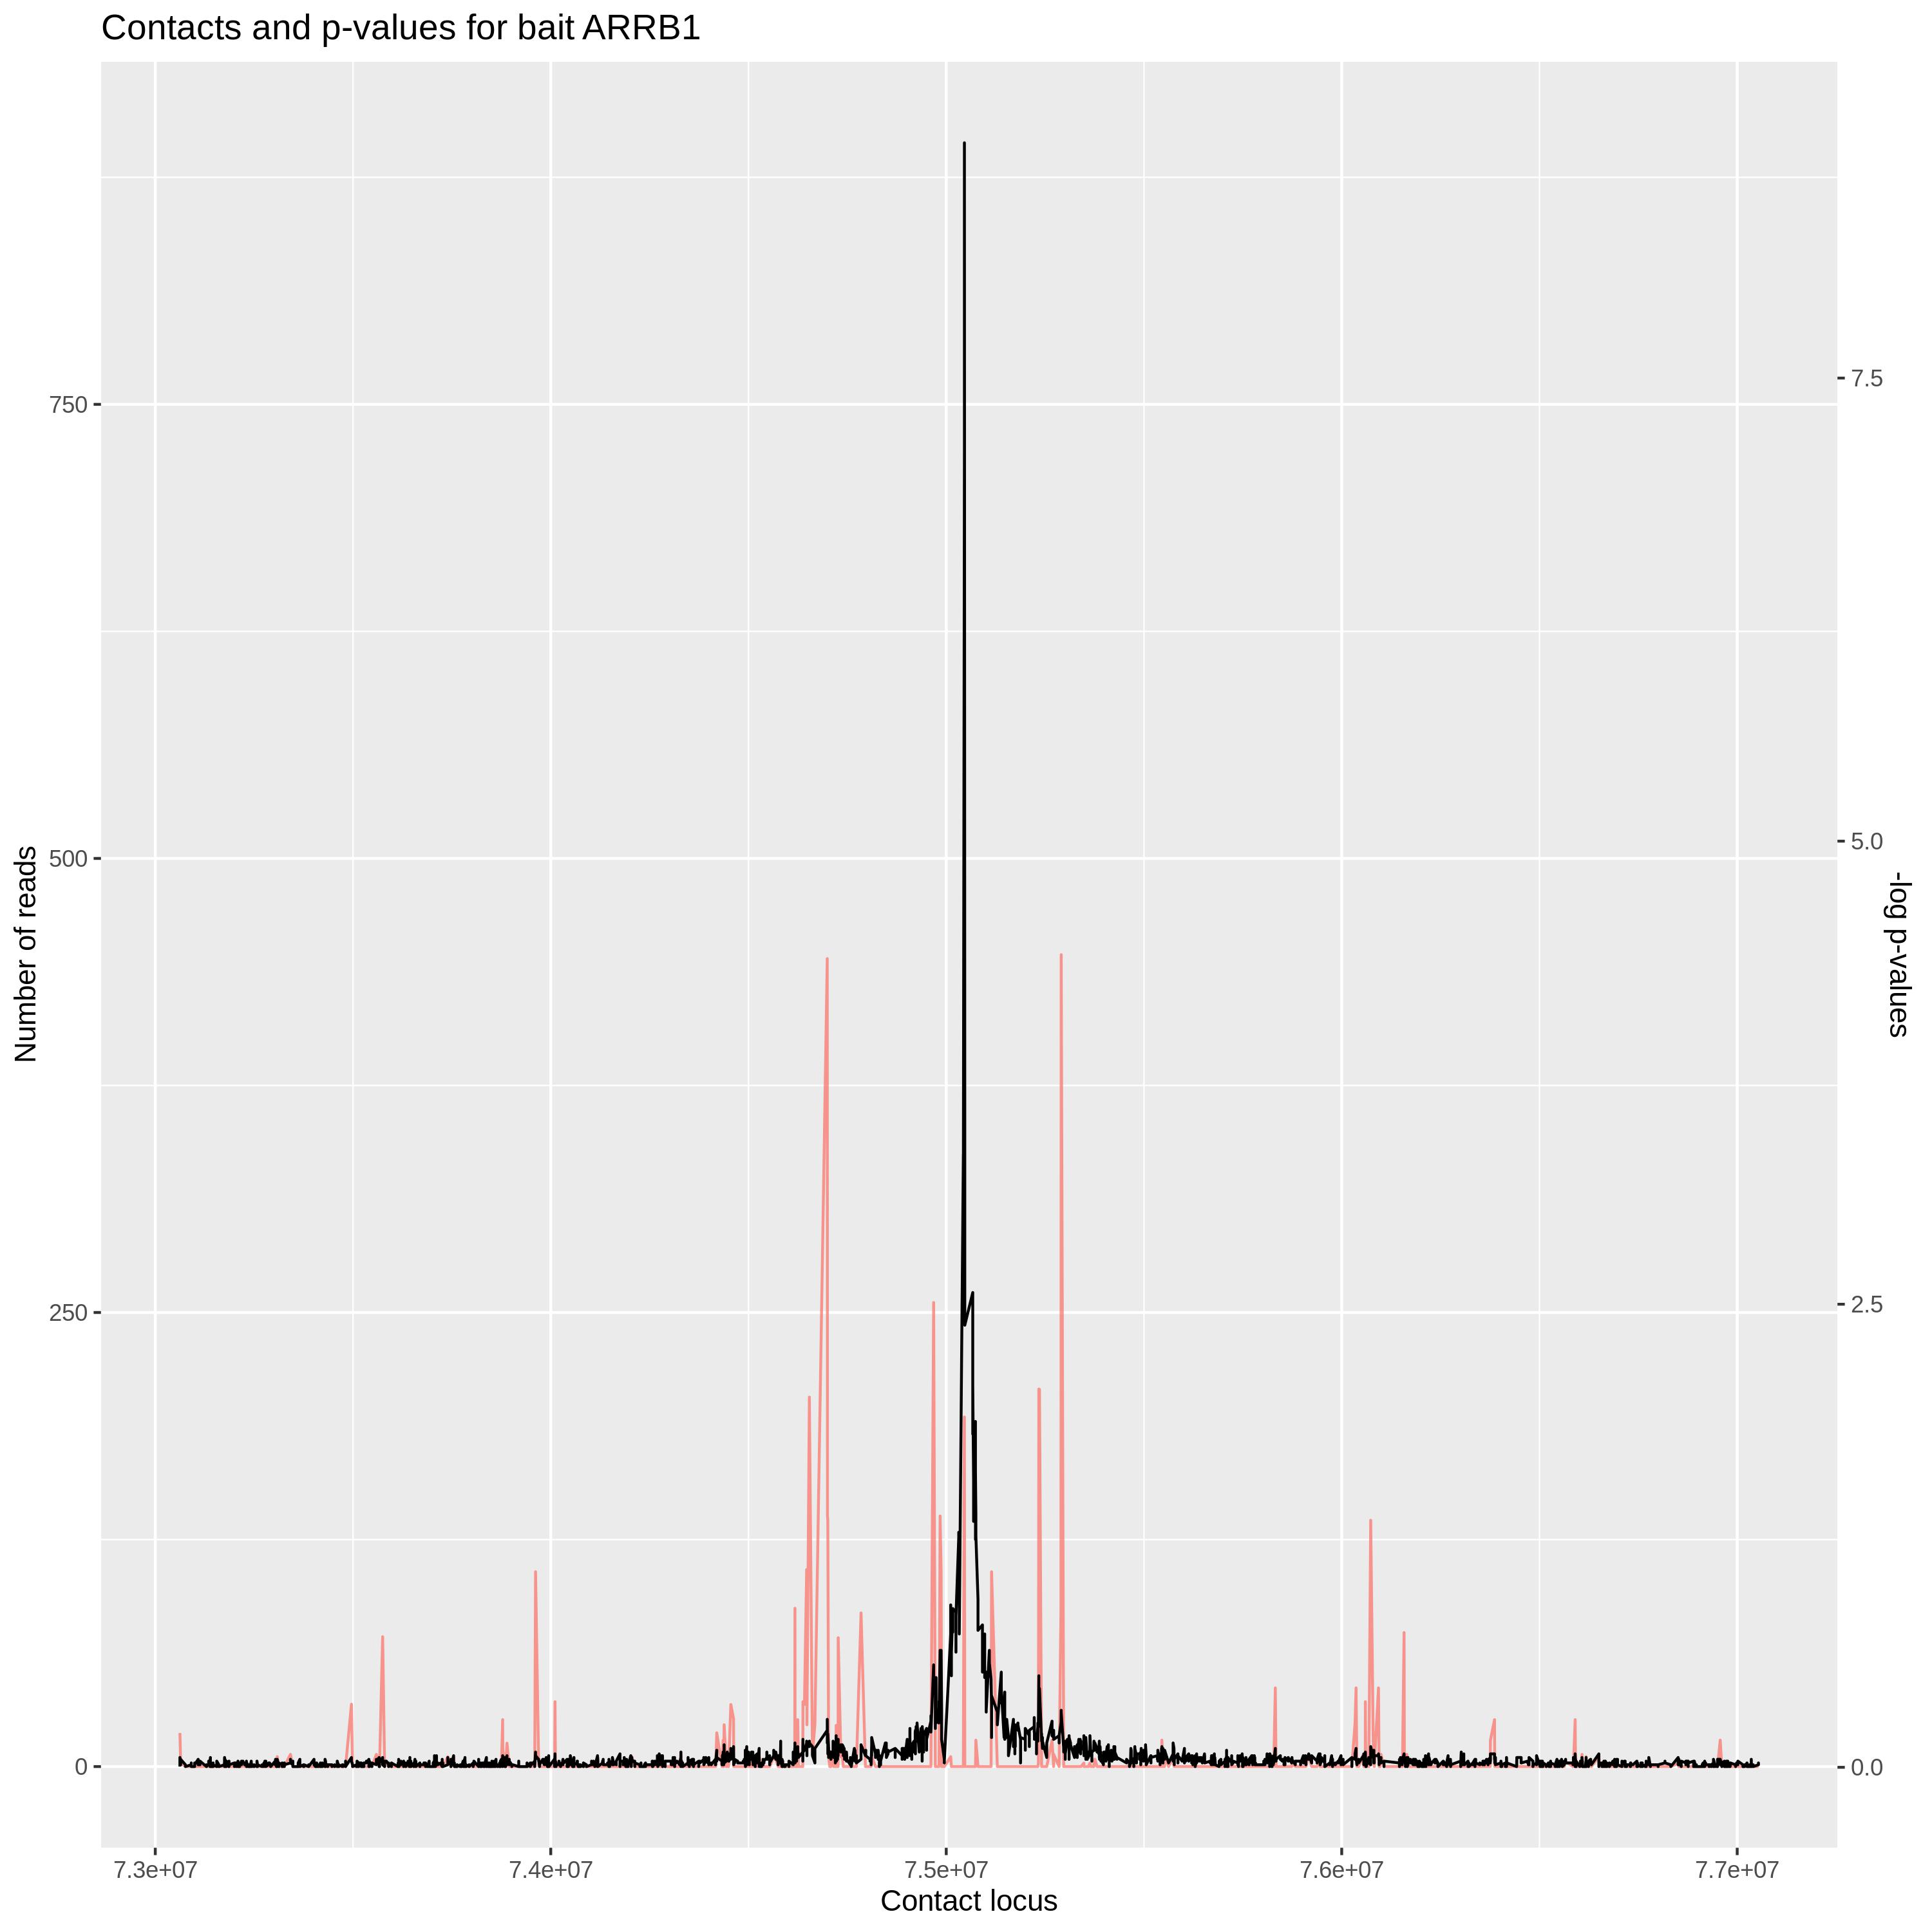 Contacts and p-values for bait ARRB1
750
500
250
0
Number of reads
7.5
5.0
2.5
0.0
-log p-values
7.3e+07 7.4e+07 7.5e+07 7.6e+07 7.7e+07
Contact locus